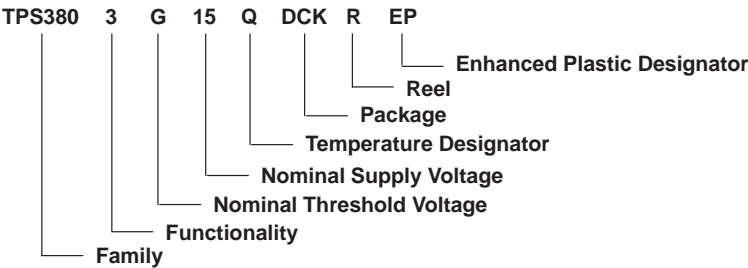 TPS380 3 G 15 Q DCK R EP
Enhanced Plastic Designator
Reel
Package
Temperature Designator
Nominal Supply Voltage
Nominal Threshold Voltage
Functionality
Family